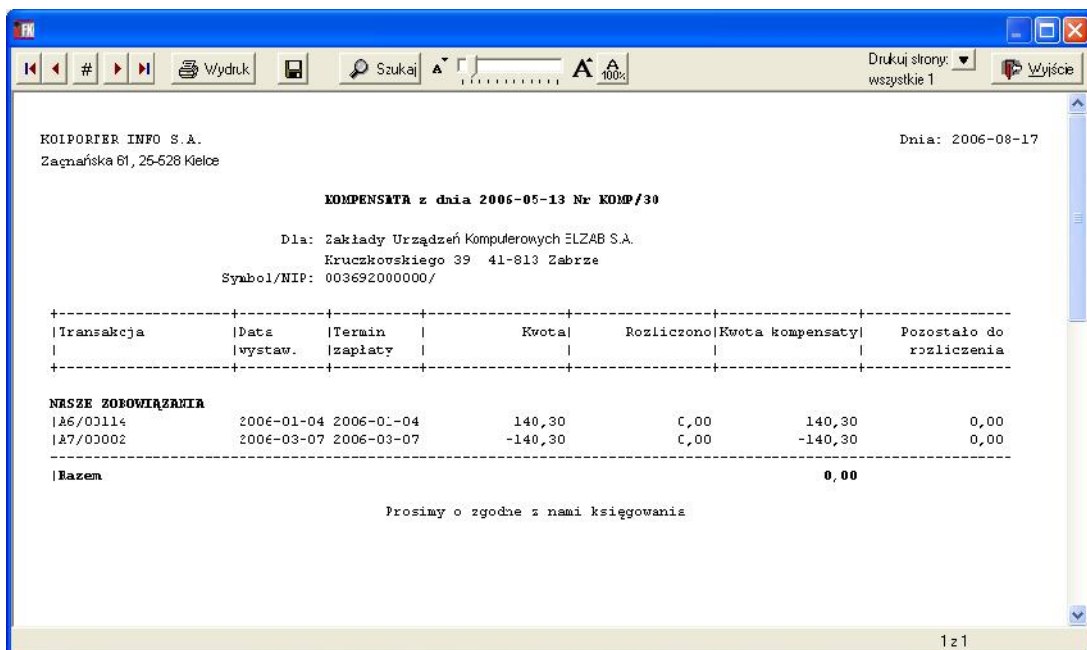 FK
# Wydruk Szukaj A A A 100% Drukuj strony: wszystkie 1 Wyjście
KOLPORTER INFO S.A. Dnia: 2006-08-17
Zagnańska 61, 25-528 Kielce
KOMPENSATA z dnia 2006-05-13 Nr KOMP/30
Dla: Zakłady Urządzeń Komputerowych ELZAB S.A.
Kruczkowskiego 39 41-813 Zabrze
Symbol/NIP: 003692000000/
|Transakcja |Data |Termin | Kwota| Rozliczono|Kwota kompensaty| Pozostało do
| |wystaw. |zapłaty | | | | rozliczenia
NASZE ZOBOWIĄZANIA
|A6/00114 2006-01-04 2006-01-04 140,30 0,00 140,30 0,00
|A7/00002 2006-03-07 2006-03-07 -140,30 0,00 -140,30 0,00
|Razem 0,00
Prosimy o zgodne z nami księgowania
1 z 1